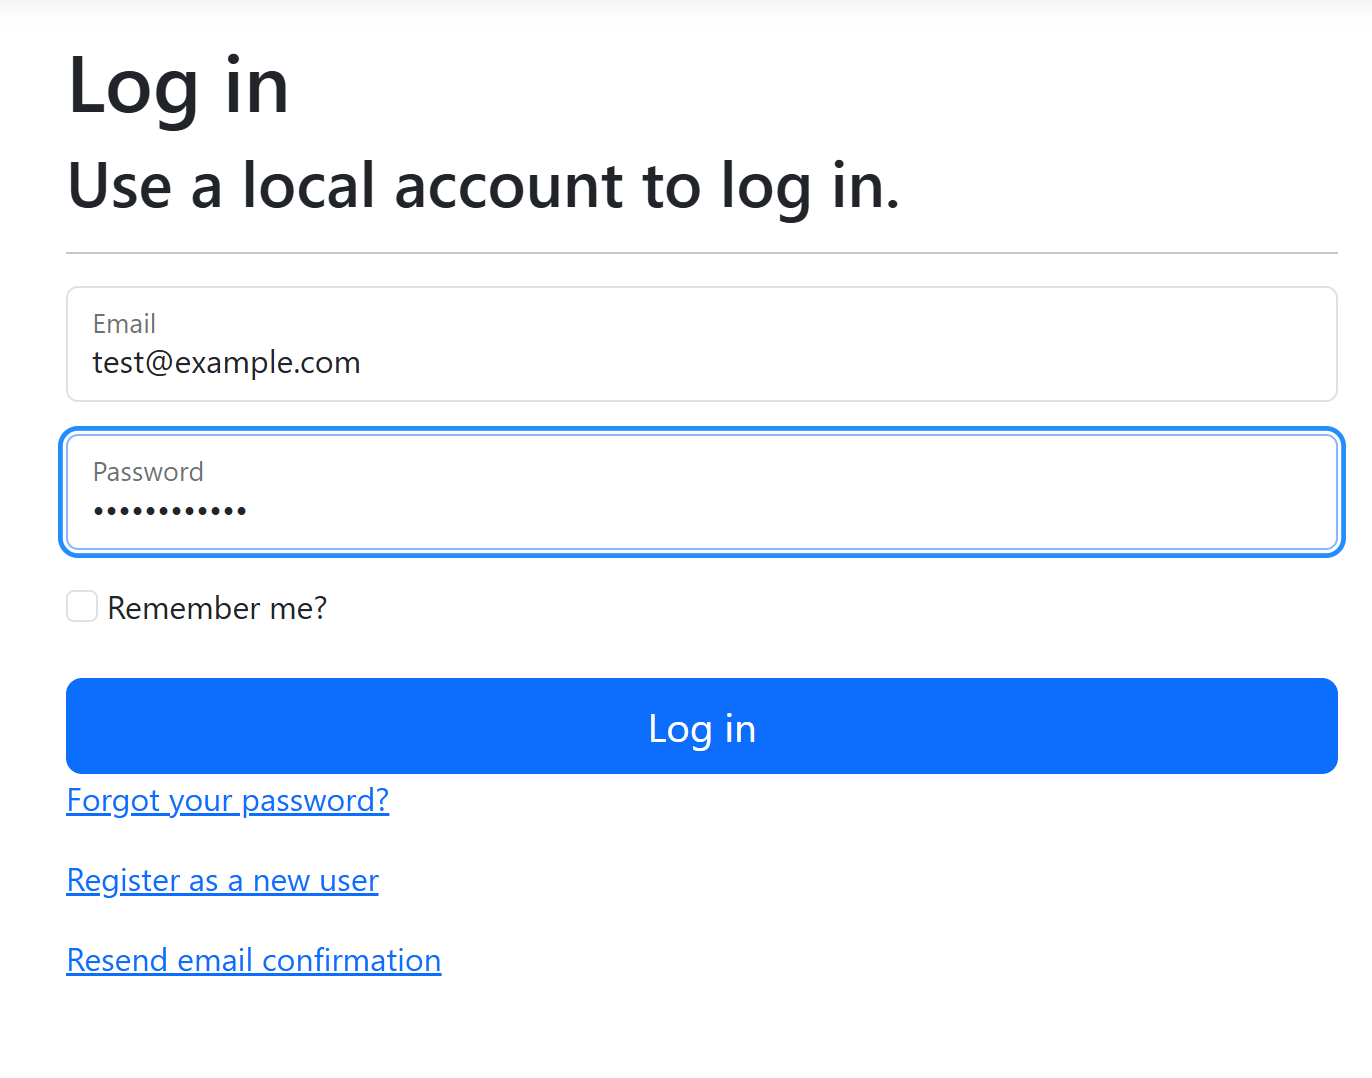 Log in
Use a local account to log in.
Email
test@example.com
Password
••••••••••••
Remember me?
Log in
Forgot your password?
Register as a new user
Resend email confirmation